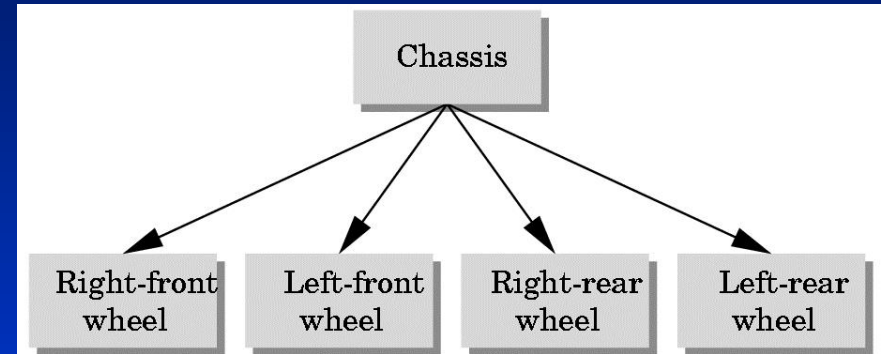 Chassis
Right-front
wheel
Left-front
wheel
Right-rear
wheel
Left-rear
wheel